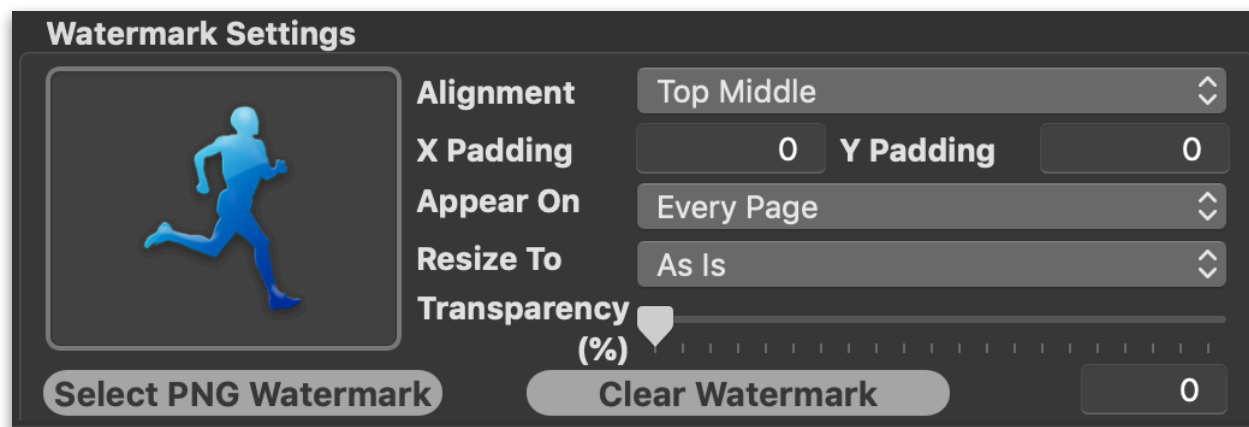 Watermark Settings
Alignment Top Middle
X Padding 0 Y Padding 0
Appear On Every Page
Resize To As Is
Transparency
(%)
Select PNG Watermark Clear Watermark 0